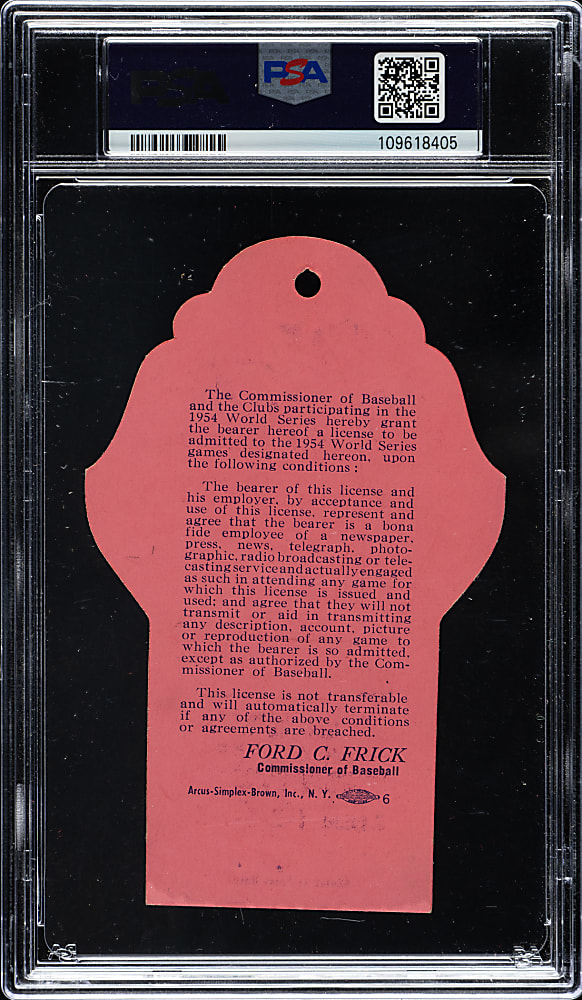 PSA
109618405
The Commissioner of Baseball
and the Clubs participating in the
1954 World Series hereby grant
the bearer hereof a license to be
admitted to the 1954 World Series
games designated hereon, upon
the following conditions :
The bearer of this license and
his employer, by acceptance and
use of this license, represent and
agree that the bearer is a bona
fide employee of a newspaper,
press, news, telegraph, photo-
graphic, radio broadcasting or tele-
casting service and actually engaged
as such in attending any game for
which this license is issued and
used; and agree that they will not
transmit or aid in transmitting
any description, account, picture
or reproduction of any game to
which the bearer is so admitted,
except as authorized by the Com-
missioner of Baseball.
This license is not transferable
and will automatically terminate
if any of the above conditions
or agreements are breached.
FORD C. FRICK
Commissioner of Baseball
Arcus-Simplex-Brown, Inc., N. Y. 6